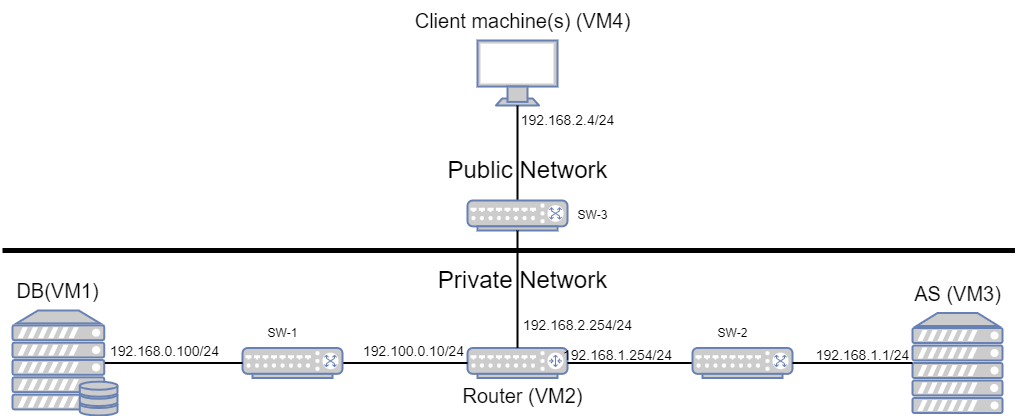 Client machine(s) (VM4)
192.168.2.4/24
Public Network
SW-3
Private Network
DB(VM1)
AS (VM3)
192.168.2.254/24
SW-1
SW-2
192.168.0.100/24
192.100.0.10/24
192.168.1.254/24
192.168.1.1/24
Router (VM2)